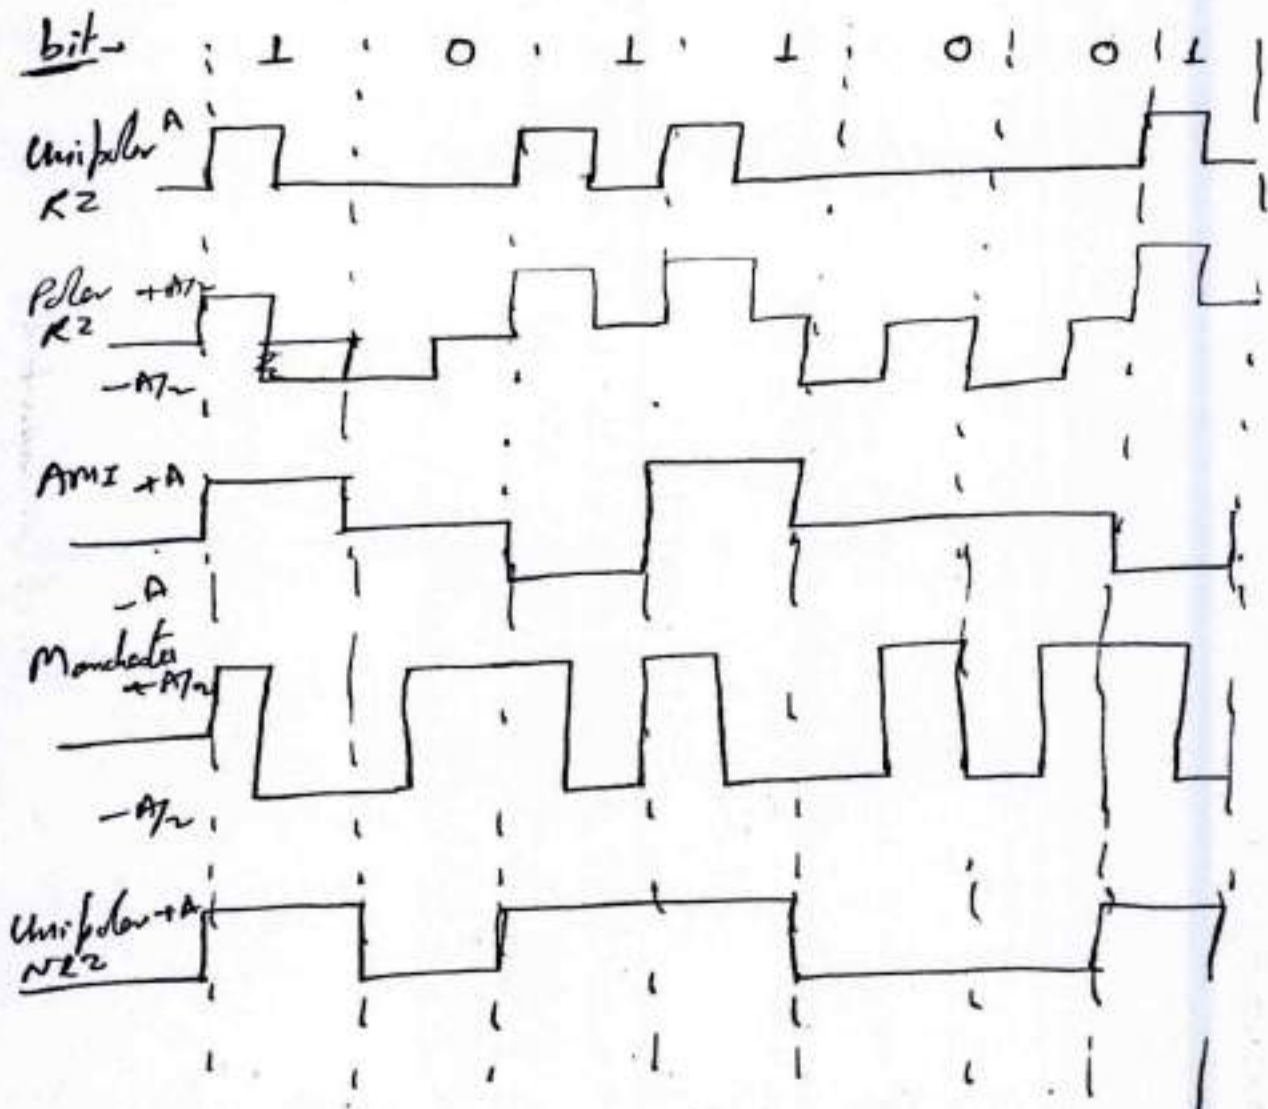 bit→ 1 0 1 1 0 0 1
Unipolar A
RZ
Polar +A/2
RZ
-A/2
AMI +A
-A
Manchester
+A/2
-A/2
Unipolar +A
NRZ